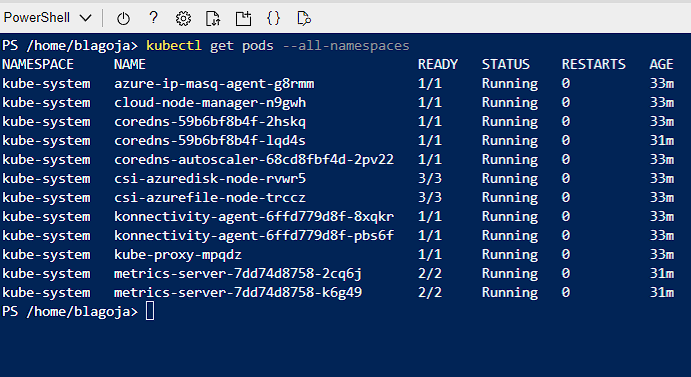 PowerShell
PS /home/blagoja> kubectl get pods --all-namespaces
NAMESPACE NAME READY STATUS RESTARTS AGE
kube-system azure-ip-masq-agent-g8rmm 1/1 Running 0 33m
kube-system cloud-node-manager-n9gwh 1/1 Running 0 33m
kube-system coredns-59b6bf8b4f-2hskq 1/1 Running 0 33m
kube-system coredns-59b6bf8b4f-lqd4s 1/1 Running 0 31m
kube-system coredns-autoscaler-68cd8fbf4d-2pv22 1/1 Running 0 33m
kube-system csi-azuredisk-node-rvwr5 3/3 Running 0 33m
kube-system csi-azurefile-node-trccz 3/3 Running 0 33m
kube-system konnectivity-agent-6ffd779d8f-8xqkr 1/1 Running 0 33m
kube-system konnectivity-agent-6ffd779d8f-pbs6f 1/1 Running 0 33m
kube-system kube-proxy-mpqdz 1/1 Running 0 33m
kube-system metrics-server-7dd74d8758-2cq6j 2/2 Running 0 31m
kube-system metrics-server-7dd74d8758-k6g49 2/2 Running 0 31m
PS /home/blagoja>